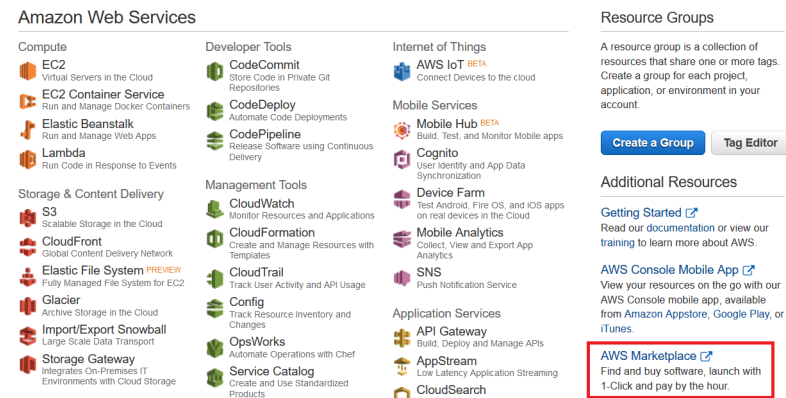 Amazon Web Services
Compute
EC2
Virtual Servers in the Cloud
EC2 Container Service
Run and Manage Docker Containers
Elastic Beanstalk
Run and Manage Web Apps
Lambda
Run Code in Response to Events
Storage & Content Delivery
S3
Scalable Storage in the Cloud
CloudFront
Global Content Delivery Network
Elastic File System PREVIEW
Fully Managed File System for EC2
Glacier
Archive Storage in the Cloud
Import/Export Snowball
Large Scale Data Transport
Storage Gateway
Integrates On-Premises IT
Environments with Cloud Storage
Developer Tools
CodeCommit
Store Code in Private Git
Repositories
CodeDeploy
Automate Code Deployments
CodePipeline
Release Software using Continuous
Delivery
Management Tools
CloudWatch
Monitor Resources and Applications
CloudFormation
Create and Manage Resources with
Templates
CloudTrail
Track User Activity and API Usage
Config
Track Resource Inventory and
Changes
OpsWorks
Automate Operations with Chef
Service Catalog
Create and Use Standardized
Products
Internet of Things
AWS IoT BETA
Connect Devices to the cloud
Mobile Services
Mobile Hub BETA
Build, Test, and Monitor Mobile apps
Cognito
User Identity and App Data
Synchronization
Device Farm
Test Android, Fire OS, and iOS apps
on real devices in the Cloud
Mobile Analytics
Collect, View and Export App
Analytics
SNS
Push Notification Service
Application Services
API Gateway
Build, Deploy and Manage APIs
AppStream
Low Latency Application Streaming
CloudSearch
Resource Groups
A resource group is a collection of
resources that share one or more tags.
Create a group for each project,
application, or environment in your
account.
Create a Group
Tag Editor
Additional Resources
Getting Started
Read our documentation or view our
training to learn more about AWS.
AWS Console Mobile App
View your resources on the go with our
AWS Console mobile app, available
from Amazon Appstore, Google Play, or
iTunes.
AWS Marketplace
Find and buy software, launch with
1-Click and pay by the hour.